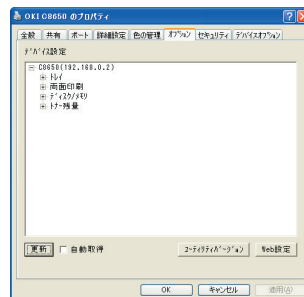 OKI C8650 のプロパティ
全般 共有 ポート 詳細設定 色の管理 オプション セキュリティ デバイスオプション
デバイス設定
C8650(192.168.0.2)
トレイ
両面印刷
ディスク/メモリ
トナー残量
更新 自動取得 ユーティリティバージョン Web設定
OK キャンセル 適用(A)